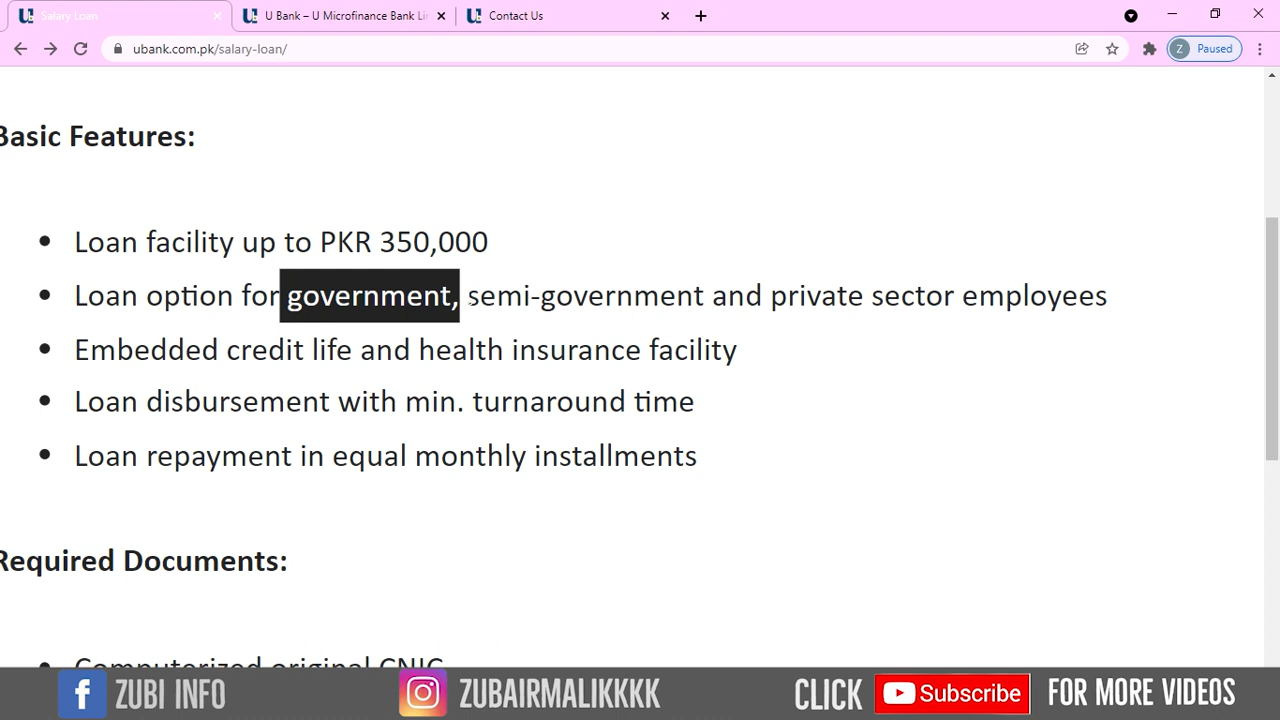 Salary Loan
U Bank – U Microfinance Bank Li
Contact Us
ubank.com.pk/salary-loan/
Z Paused
Basic Features:
• Loan facility up to PKR 350,000
• Loan option for government, semi-government and private sector employees
• Embedded credit life and health insurance facility
• Loan disbursement with min. turnaround time
• Loan repayment in equal monthly installments
Required Documents:
• Computerized original CNIC
ZUBI INFO ZUBAIRMALIKKKK CLICK Subscribe FOR MORE VIDEOS